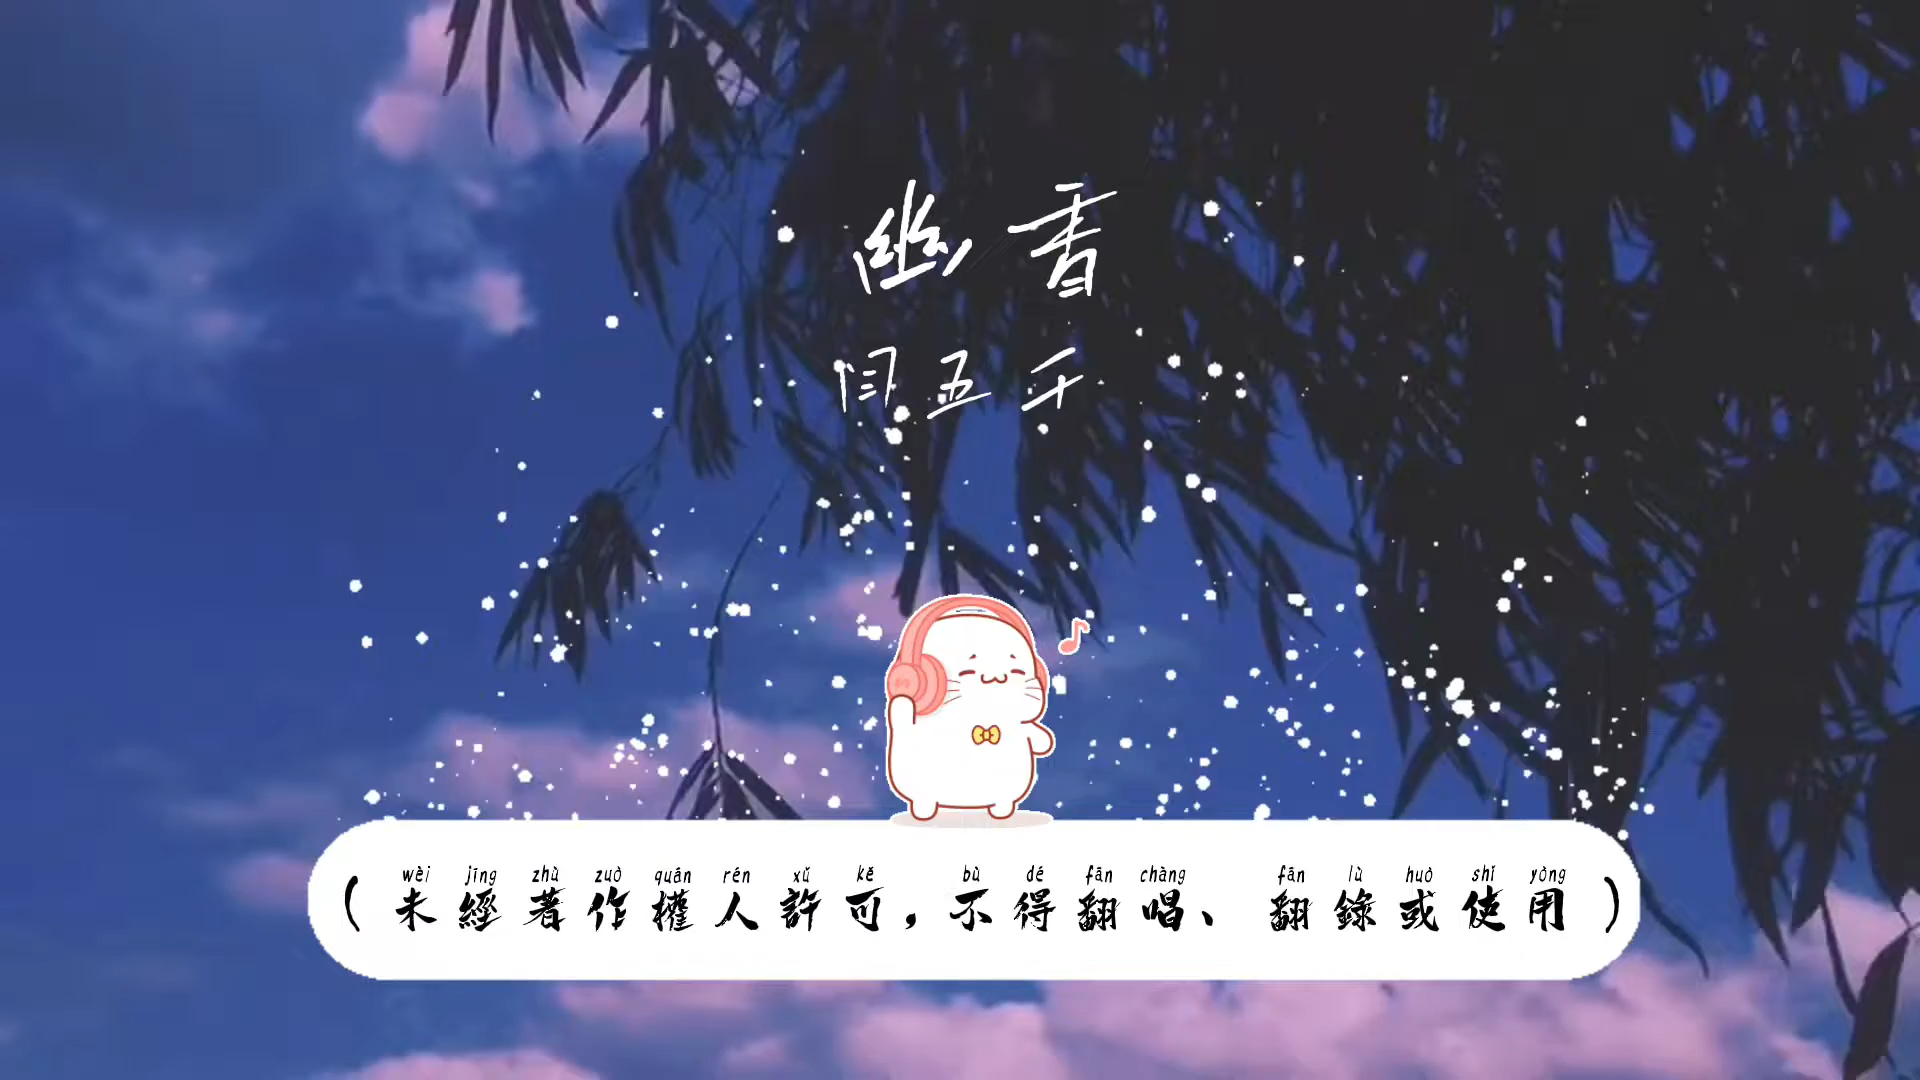 幽香
闫五千
wèi jīng zhù zuò quán rén xǔ kě bù dé fān chàng fān lù huò shǐ yòng
(未經著作權人許可，不得翻唱、翻錄或使用)